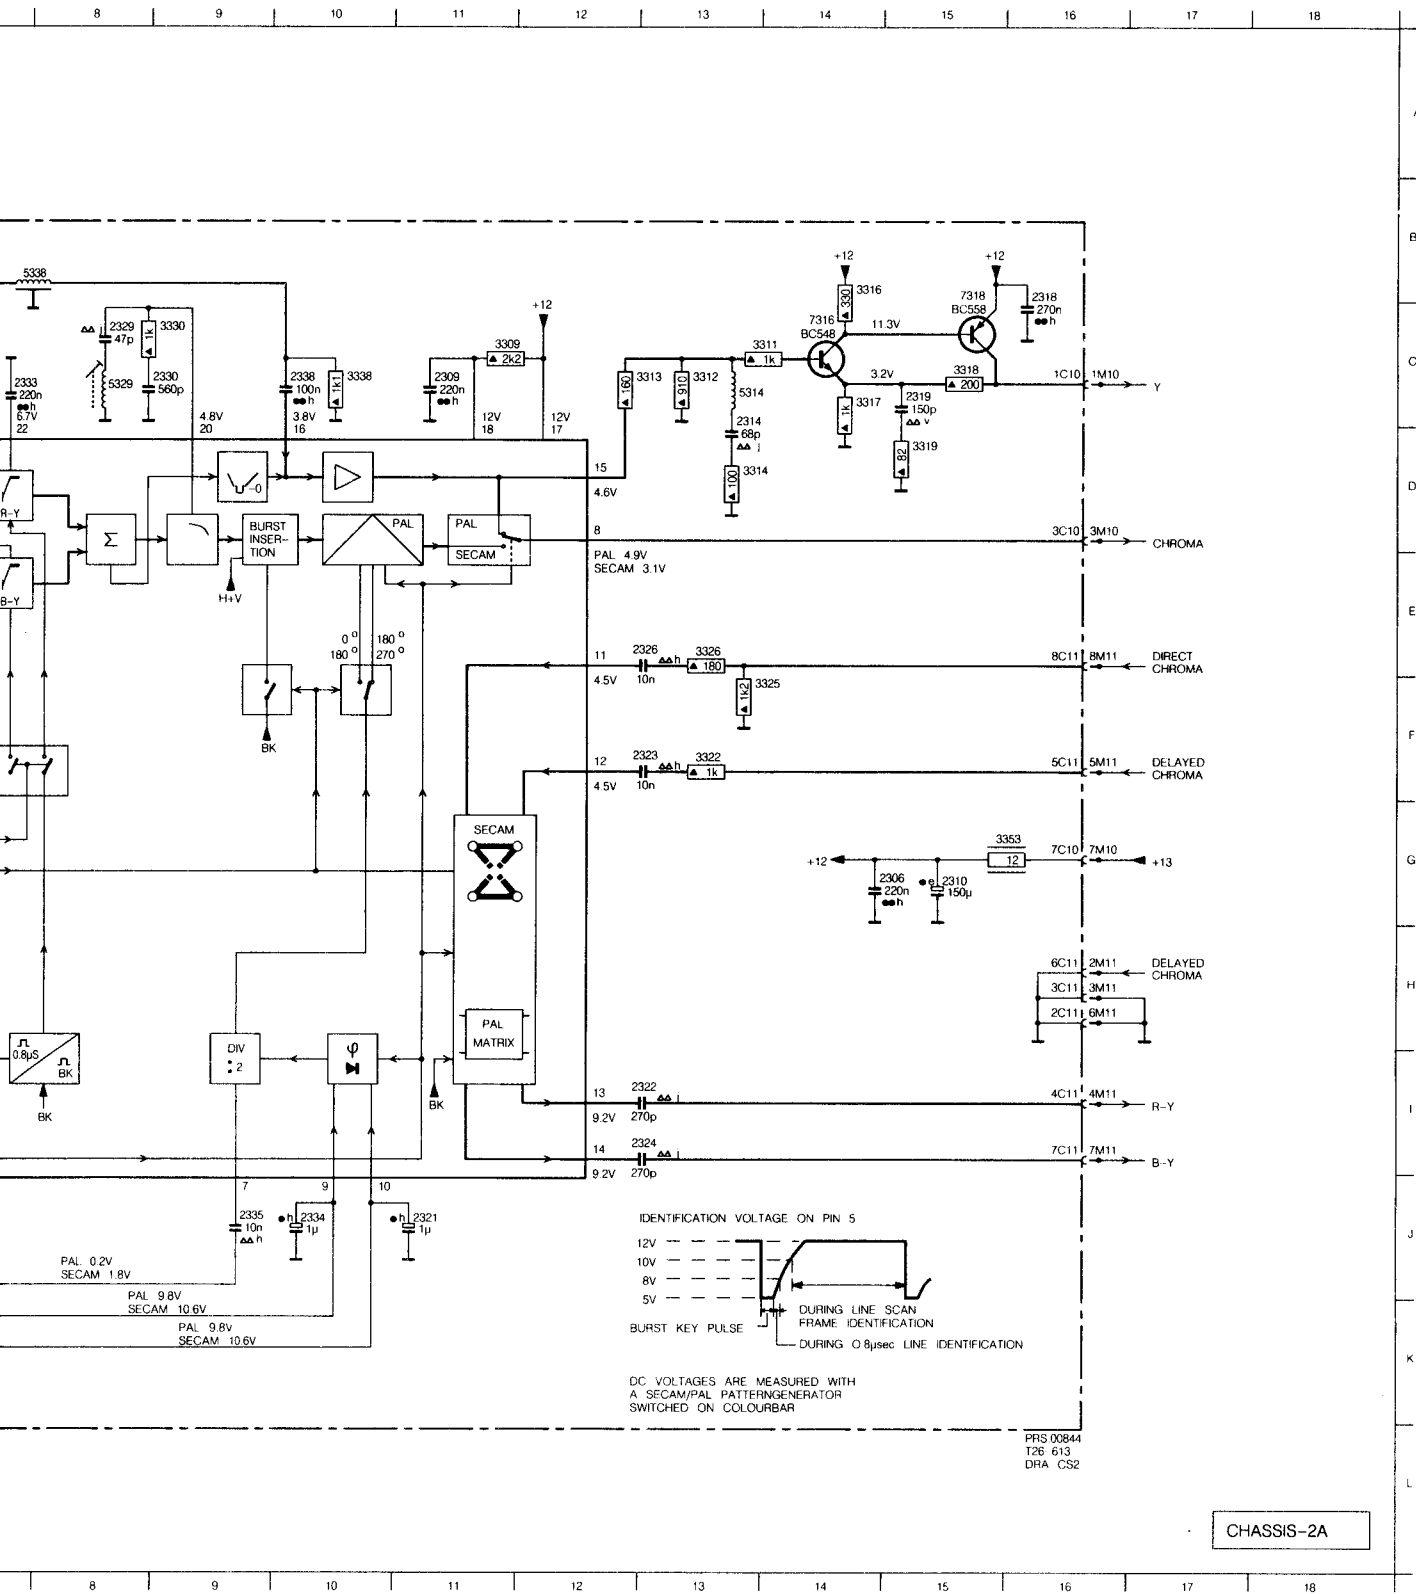 8 9 10 11 12 13 14 15 16 17 18
B
+12 +12
5338
3316
330
7318
BC558
2318
270n
h
+12
2329
47p
j
1k
3330
7316
BC548
11.3V
3309
2k2
3311
1k
C
2333
220n
h
6.7V
22
5329
2330
560p
4.8V
20
2338
100n
h
3.8V
16
1k1
3338
2309
220n
h
12V
18
12V
17
160
3313
910
3312
5314
2314
68p
j
100
3314
3.2V
3318
200
1k
3317
2319
150p
v
82
3319
1C10 1M10
Y
15
4.6V
D
R-Y
-0
Σ
BURST
INSER-
TION
PAL
PAL
SECAM
8
PAL 4.9V
SECAM 3.1V
3C10 3M10
CHROMA
B-Y
H+V
E
0° 180°
180° 270°
11
4.5V
2326
h
10n
3326
180
1k2
3325
8C11 8M11
DIRECT
CHROMA
BK
F
12
4.5V
2323
h
10n
3322
1k
5C11 5M11
DELAYED
CHROMA
SECAM
+12
3353
12
7C10 7M10
+13
G
2306
220n
h
e
2310
150µ
6C11 2M11
DELAYED
CHROMA
3C11 3M11
H
2C11 6M11
PAL
MATRIX
0.8µS
BK
DIV
: 2
φ
BK
BK
13
9.2V
2322
j
270p
4C11 4M11
R-Y
I
14
9.2V
2324
j
270p
7C11 7M11
B-Y
7 9 10
2335
10n
h
h
2334
1µ
h
2321
1µ
J
IDENTIFICATION VOLTAGE ON PIN 5
12V
10V
8V
5V
PAL 0.2V
SECAM 1.8V
PAL 9.8V
SECAM 10.6V
PAL 9.8V
SECAM 10.6V
DURING LINE SCAN
FRAME IDENTIFICATION
BURST KEY PULSE
DURING 0.8µsec LINE IDENTIFICATION
K
DC VOLTAGES ARE MEASURED WITH
A SECAM/PAL PATTERNGENERATOR
SWITCHED ON COLOURBAR
PRS 00844
T26 613
DRA CS2
L
CHASSIS-2A
8 9 10 11 12 13 14 15 16 17 18